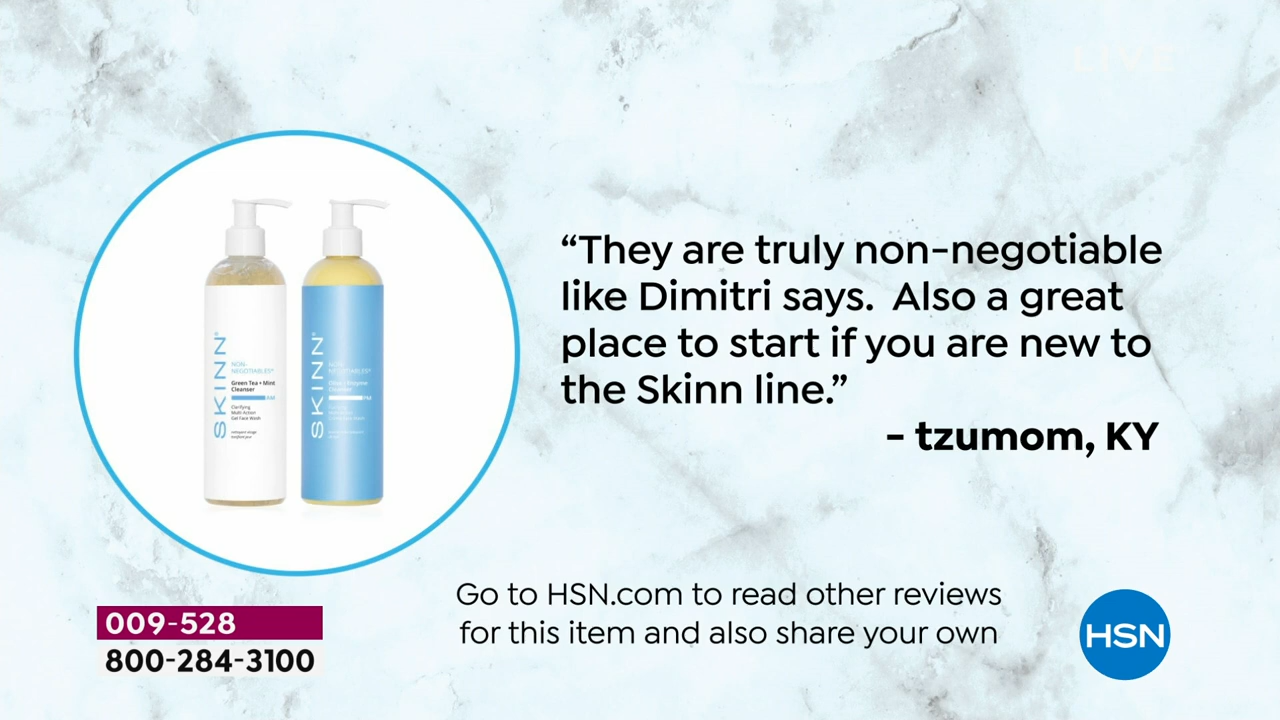 LIVE
“They are truly non-negotiable
like Dimitri says. Also a great
place to start if you are new to
the Skinn line.”
- tzumom, KY
SKINN®
NON-
NEGOTIABLES®
Green Tea + Mint
Cleanser
AM
Clarifying
Multi-Action
Gel Face Wash
SKINN®
NON-
NEGOTIABLES®
Enzyme
Cleanser
PM
Go to HSN.com to read other reviews
for this item and also share your own
009-528
800-284-3100
HSN